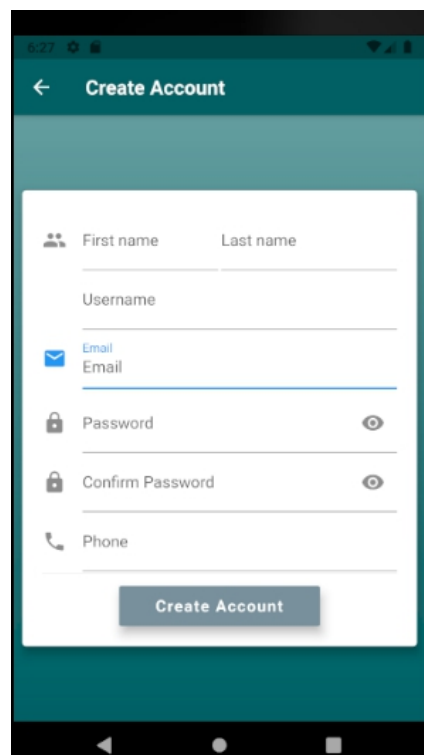 6:27
Create Account
First name Last name
Username
Email
Email
Password
Confirm Password
Phone
Create Account